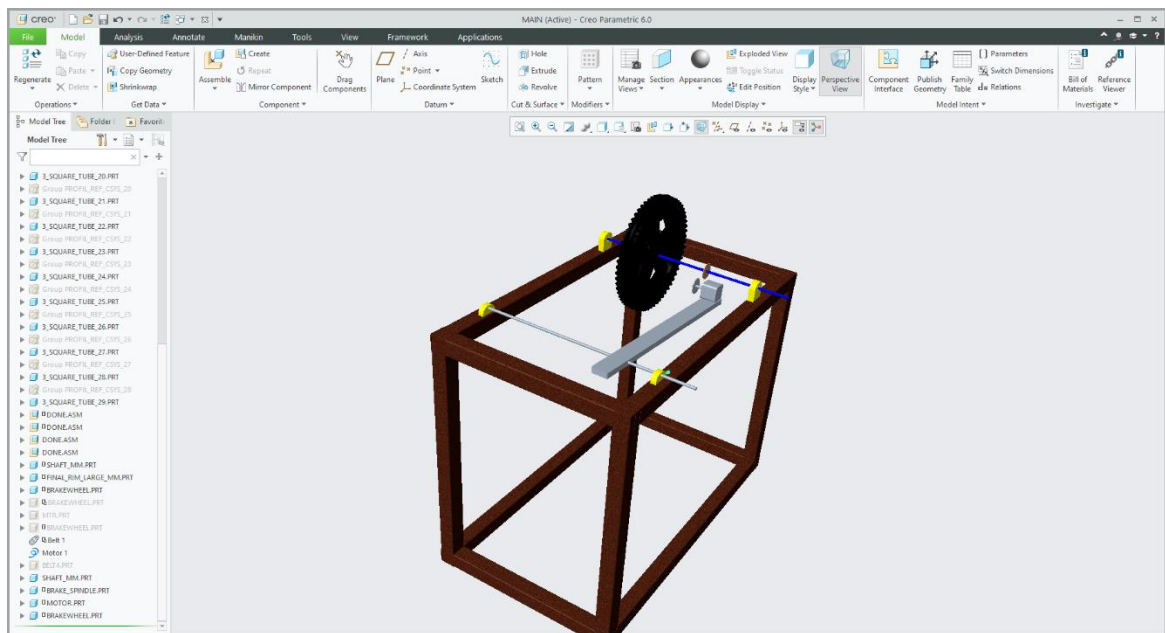 creo®
MAIN (Active) - Creo Parametric 6.0
File Model Analysis Annotate Manikin Tools View Framework Applications
Regenerate
Copy
Paste
Delete
User-Defined Feature
Copy Geometry
Shrinkwrap
Assemble
Create
Repeat
Mirror Component
Drag
Components
Plane
Axis
Point
Coordinate System
Sketch
Hole
Extrude
Revolve
Pattern
Manage
Views
Section
Appearances
Exploded View
Toggle Status
Edit Position
Display
Style
Perspective
View
Component
Interface
Publish
Geometry
Family
Table
[ ] Parameters
Switch Dimensions
d= Relations
Bill of
Materials
Reference
Viewer
Operations Get Data Component Datum Cut & Surface Modifiers Model Display Model Intent Investigate
Model Tree Folder Favorit
Model Tree
3_SQUARE_TUBE_20.PRT
Group PROFIL_REF_CSYS_20
3_SQUARE_TUBE_21.PRT
Group PROFIL_REF_CSYS_21
3_SQUARE_TUBE_22.PRT
Group PROFIL_REF_CSYS_22
3_SQUARE_TUBE_23.PRT
Group PROFIL_REF_CSYS_23
3_SQUARE_TUBE_24.PRT
Group PROFIL_REF_CSYS_24
3_SQUARE_TUBE_25.PRT
Group PROFIL_REF_CSYS_25
3_SQUARE_TUBE_26.PRT
Group PROFIL_REF_CSYS_26
3_SQUARE_TUBE_27.PRT
Group PROFIL_REF_CSYS_27
3_SQUARE_TUBE_28.PRT
Group PROFIL_REF_CSYS_28
3_SQUARE_TUBE_29.PRT
DONE.ASM
DONE.ASM
DONE.ASM
DONE.ASM
SHAFT_MM.PRT
FINAL_RIM_LARGE_MM.PRT
BRAKEWHEEL.PRT
BRAKEWHEEL.PRT
MTR.PRT
BRAKEWHEEL.PRT
Belt 1
Motor 1
SHAFT_MM.PRT
BRAKE_SPINDLE.PRT
MOTOR.PRT
BRAKEWHEEL.PRT